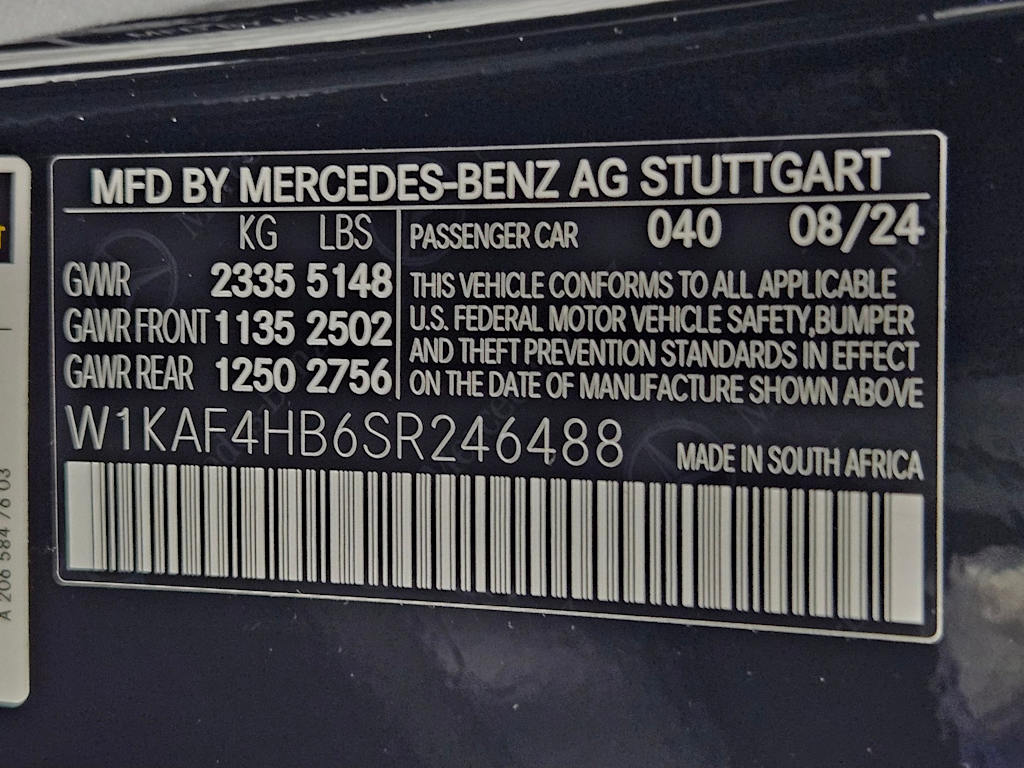 MFD BY MERCEDES-BENZ AG STUTTGART
KG LBS
GVWR 2335 5148
GAWR FRONT 1135 2502
GAWR REAR 1250 2756
PASSENGER CAR 040 08/24
THIS VEHICLE CONFORMS TO ALL APPLICABLE
U.S. FEDERAL MOTOR VEHICLE SAFETY,BUMPER
AND THEFT PREVENTION STANDARDS IN EFFECT
ON THE DATE OF MANUFACTURE SHOWN ABOVE
W1KAF4HB6SR246488
MADE IN SOUTH AFRICA
A 206 584 78 03